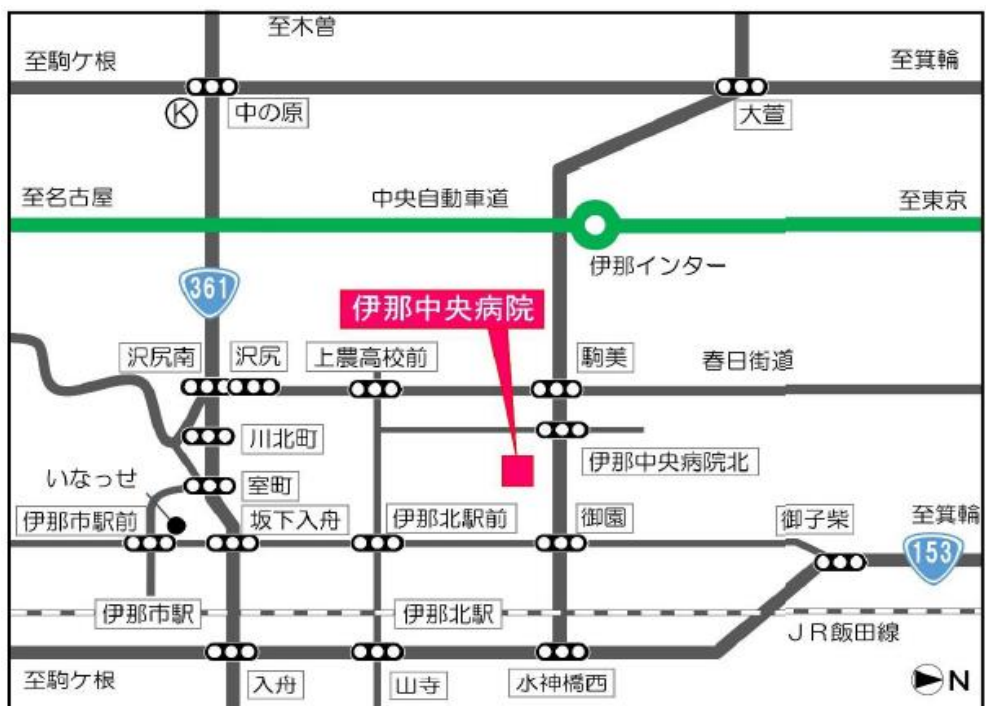 至木曽
至駒ケ根
至箕輪
Ⓚ
中の原
大萱
至名古屋
中央自動車道
至東京
伊那インター
361
伊那中央病院
沢尻南
沢尻
上農高校前
駒美
春日街道
川北町
伊那中央病院北
いなっせ
室町
伊那市駅前
坂下入舟
伊那北駅前
御園
御子柴
至箕輪
153
伊那市駅
伊那北駅
JR飯田線
至駒ケ根
入舟
山寺
水神橋西
N